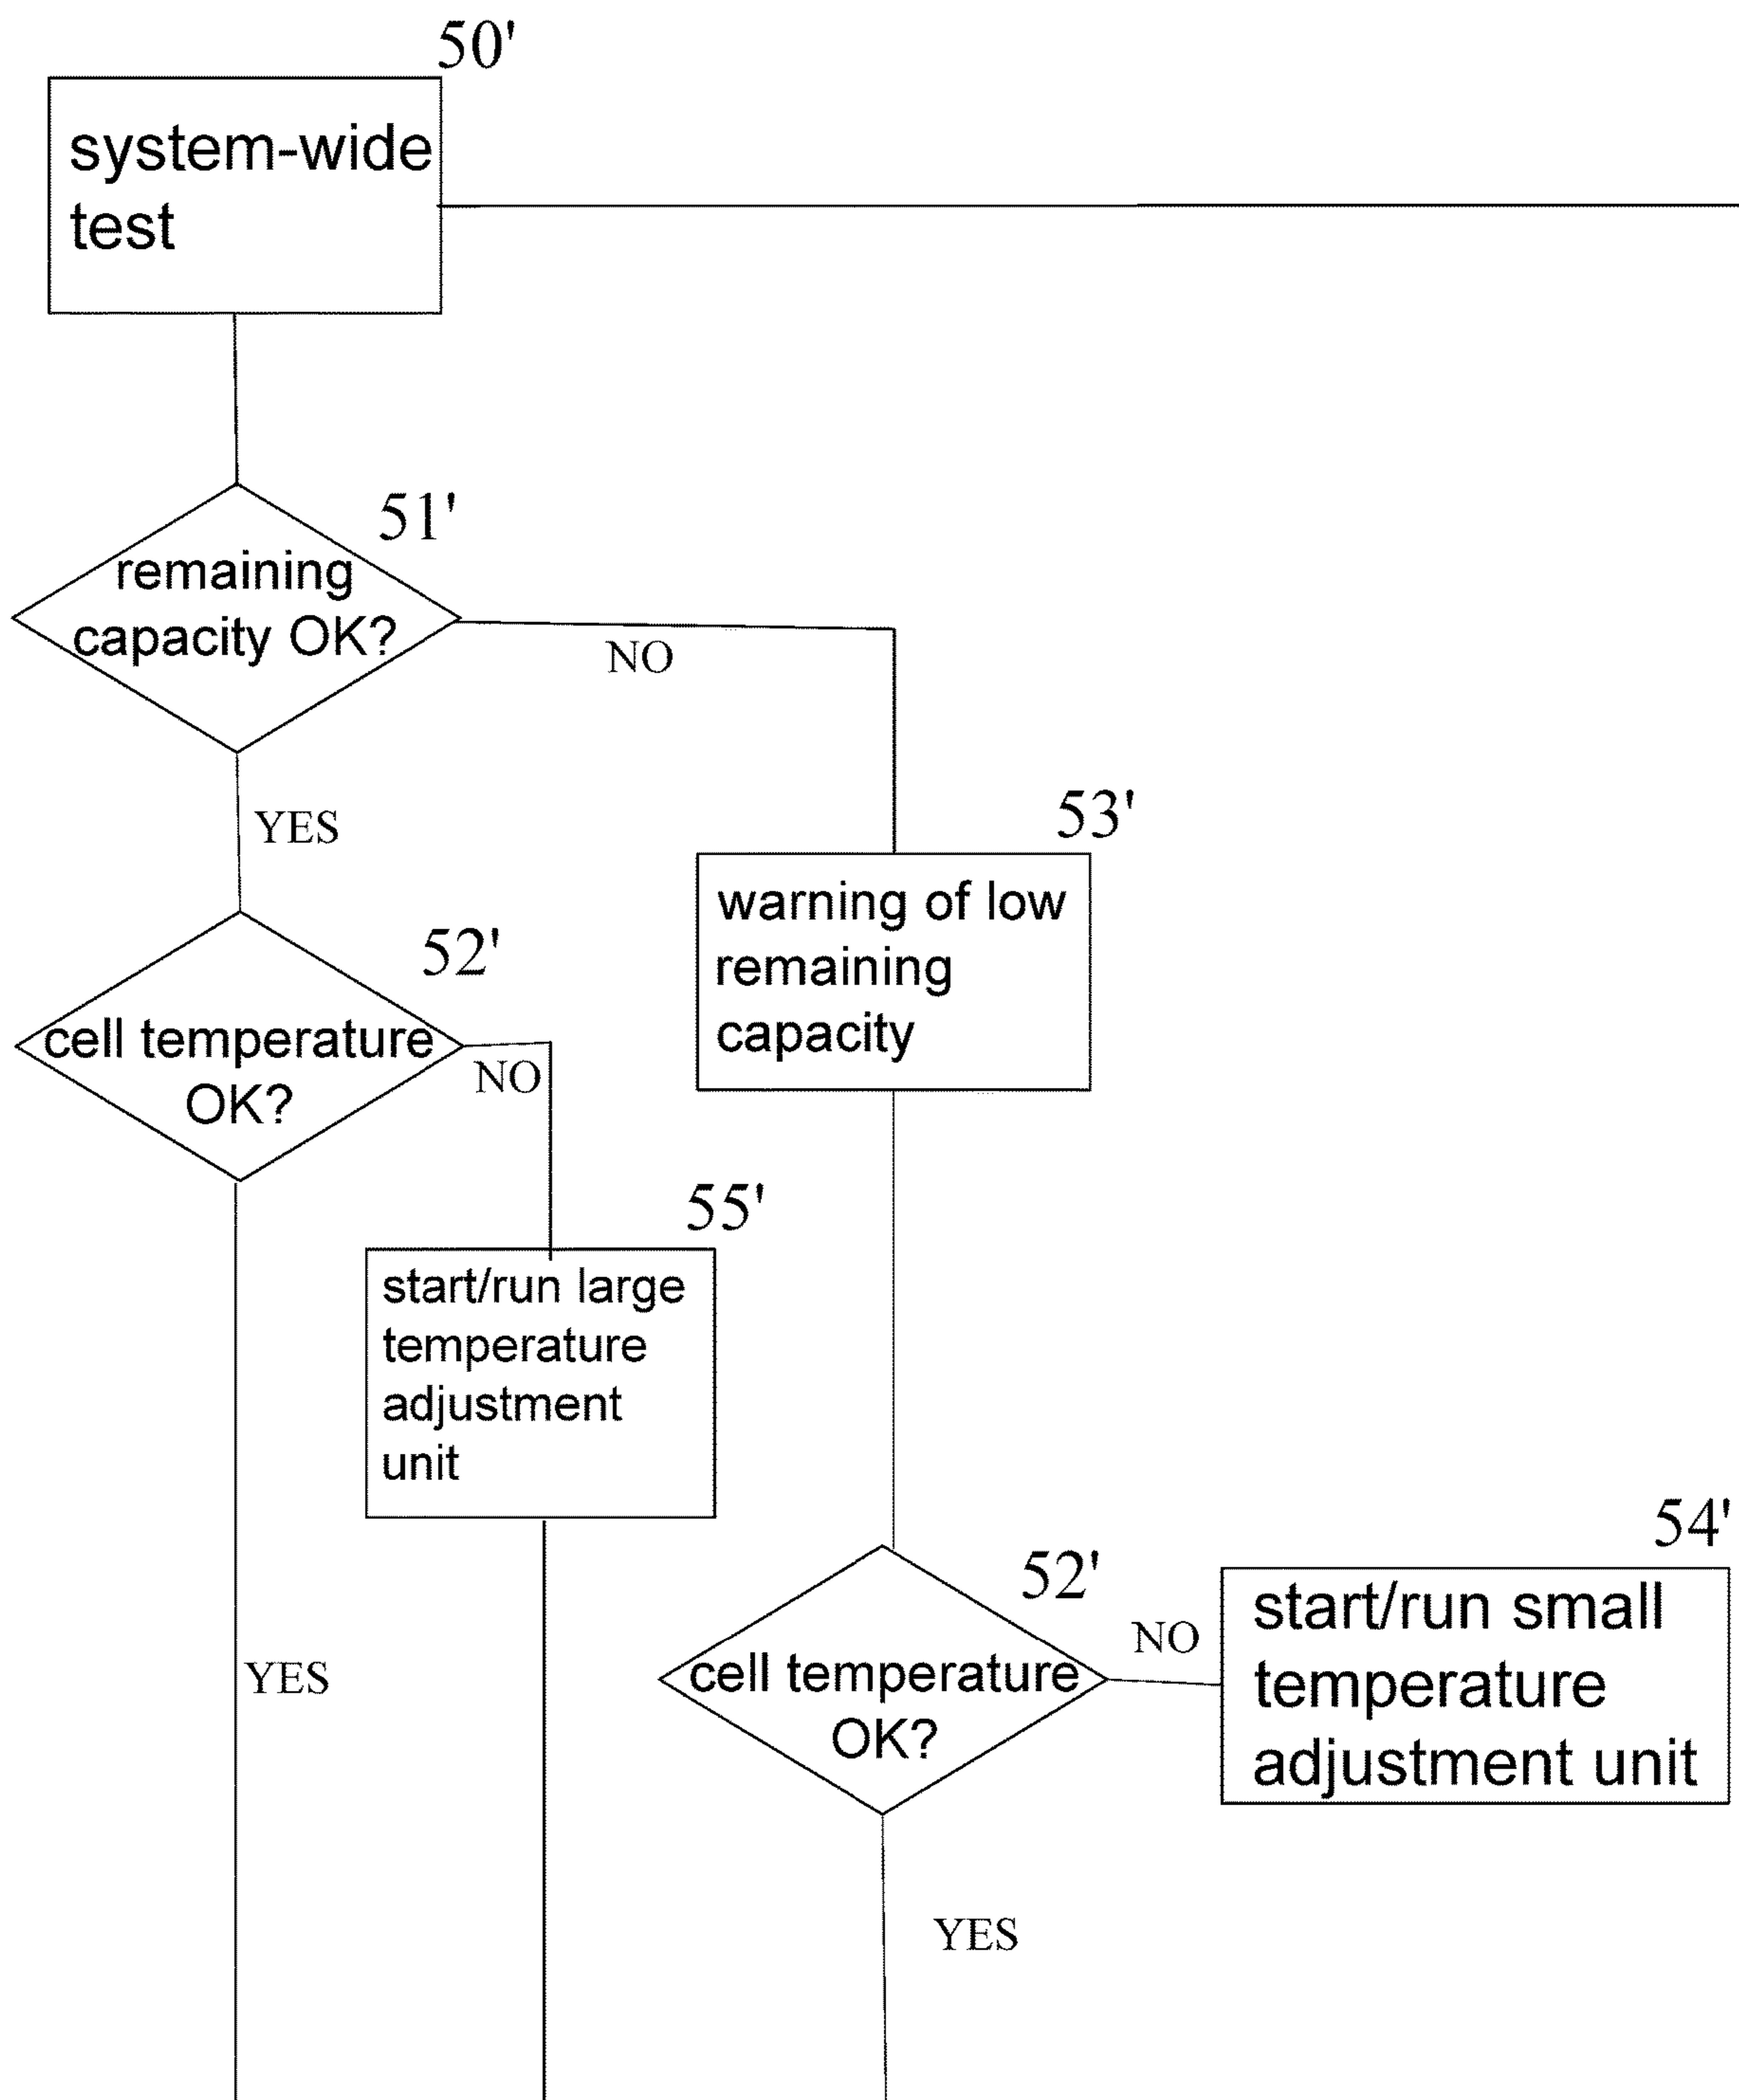 50'
system-wide
test
51'
remaining
capacity OK?
NO
YES
53'
warning of low
remaining
capacity
52'
cell temperature
OK?
NO
55'
start/run large
temperature
adjustment
unit
YES
52'
cell temperature
OK?
NO
54'
start/run small
temperature
adjustment unit
YES